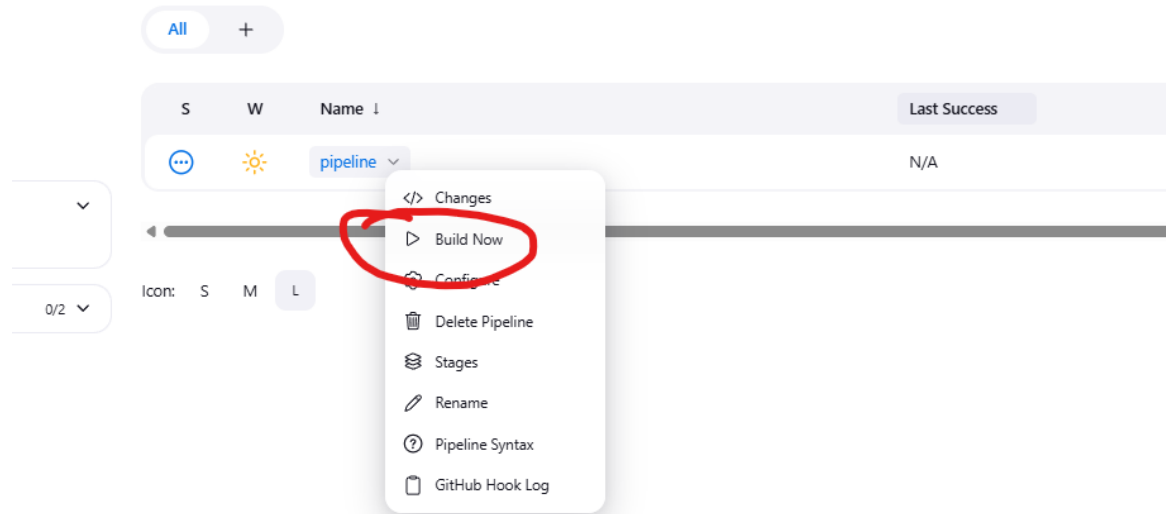 All +
S W Name ↓ Last Success
pipeline N/A
Changes
Build Now
Configure
Delete Pipeline
Stages
Rename
Pipeline Syntax
GitHub Hook Log
Icon: S M L
0/2